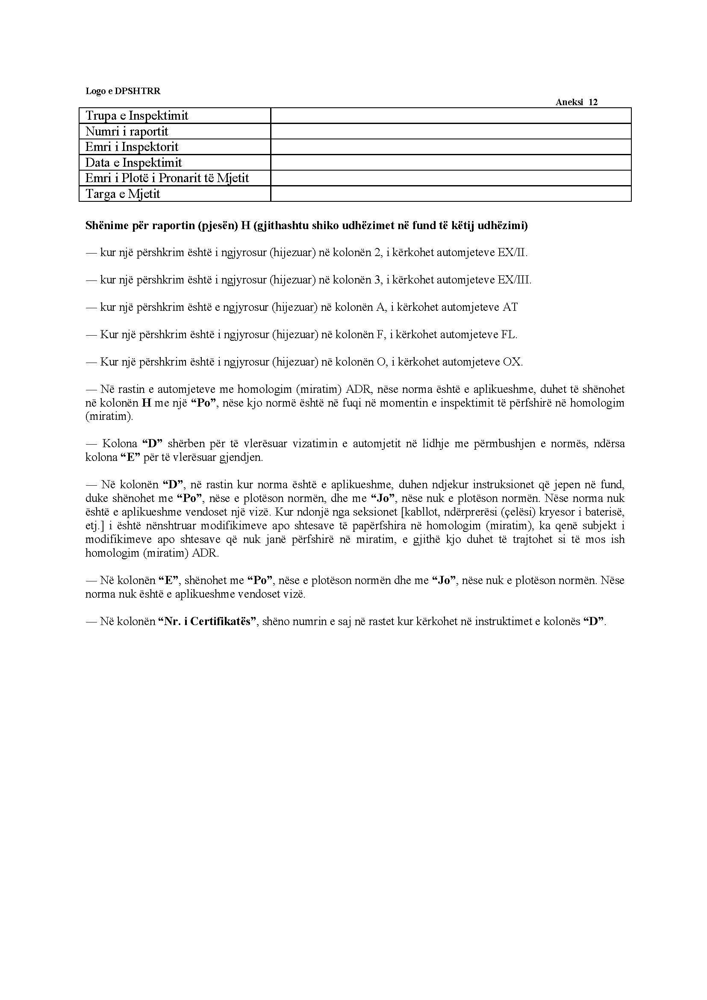 Logo e DPSHTRR
Aneksi 12
Trupa e Inspektimit
Numri i raportit
Emri i Inspektorit
Data e Inspektimit
Emri i Plotë i Pronarit të Mjetit
Targa e Mjetit
Shënime për raportin (pjesën) H (gjithashtu shiko udhëzimet në fund të këtij udhëzimi)
— kur një përshkrim është i ngjyrosur (hijezuar) në kolonën 2, i kërkohet automjeteve EX/II.
— kur një përshkrim është i ngjyrosur (hijezuar) në kolonën 3, i kërkohet automjeteve EX/III.
— kur një përshkrim është e ngjyrosur (hijezuar) në kolonën A, i kërkohet automjeteve AT
— Kur një përshkrim është i ngjyrosur (hijezuar) në kolonën F, i kërkohet automjeteve FL.
— Kur një përshkrim është i ngjyrosur (hijezuar) në kolonën O, i kërkohet automjeteve OX.
— Në rastin e automjeteve me homologim (miratim) ADR, nëse norma është e aplikueshme, duhet të shënohet
në kolonën H me një “Po”, nëse kjo normë është në fuqi në momentin e inspektimit të përfshirë në homologim
(miratim).
— Kolona “D” shërben për të vlerësuar vizatimin e automjetit në lidhje me përmbushjen e normës, ndërsa
kolona “E” për të vlerësuar gjendjen.
— Në kolonën “D”, në rastin kur norma është e aplikueshme, duhen ndjekur instruksionet që jepen në fund,
duke shënohet me “Po”, nëse e plotëson normën, dhe me “Jo”, nëse nuk e plotëson normën. Nëse norma nuk
është e aplikueshme vendoset një vizë. Kur ndonjë nga seksionet [kabllot, ndërprerësi (çelësi) kryesor i baterisë,
etj.] i është nënshtruar modifikimeve apo shtesave të papërfshira në homologim (miratim), ka qenë subjekt i
modifikimeve apo shtesave që nuk janë përfshirë në miratim, e gjithë kjo duhet të trajtohet si të mos ish
homologim (miratim) ADR.
— Në kolonën “E”, shënohet me “Po”, nëse e plotëson normën dhe me “Jo”, nëse nuk e plotëson normën. Nëse
norma nuk është e aplikueshme vendoset vizë.
— Në kolonën “Nr. i Certifikatës”, shëno numrin e saj në rastet kur kërkohet në instruktimet e kolonës “D”.